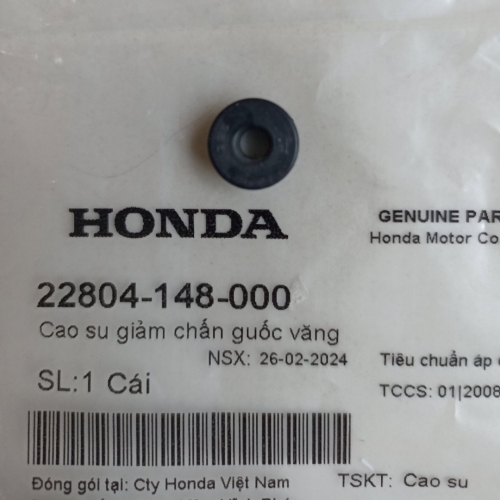 HONDA
GENUINE PAR
Honda Motor Co
22804-148-000
Cao su giảm chấn guốc văng
NSX: 26-02-2024
Tiêu chuẩn áp
SL:1 Cái
TCCS: 01|2008
Đóng gói tại: Cty Honda Việt Nam
TSKT: Cao su